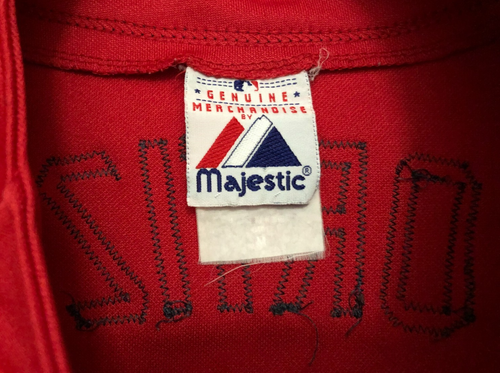 GENUINE
MERCHANDISE
BY
Majestic®
M